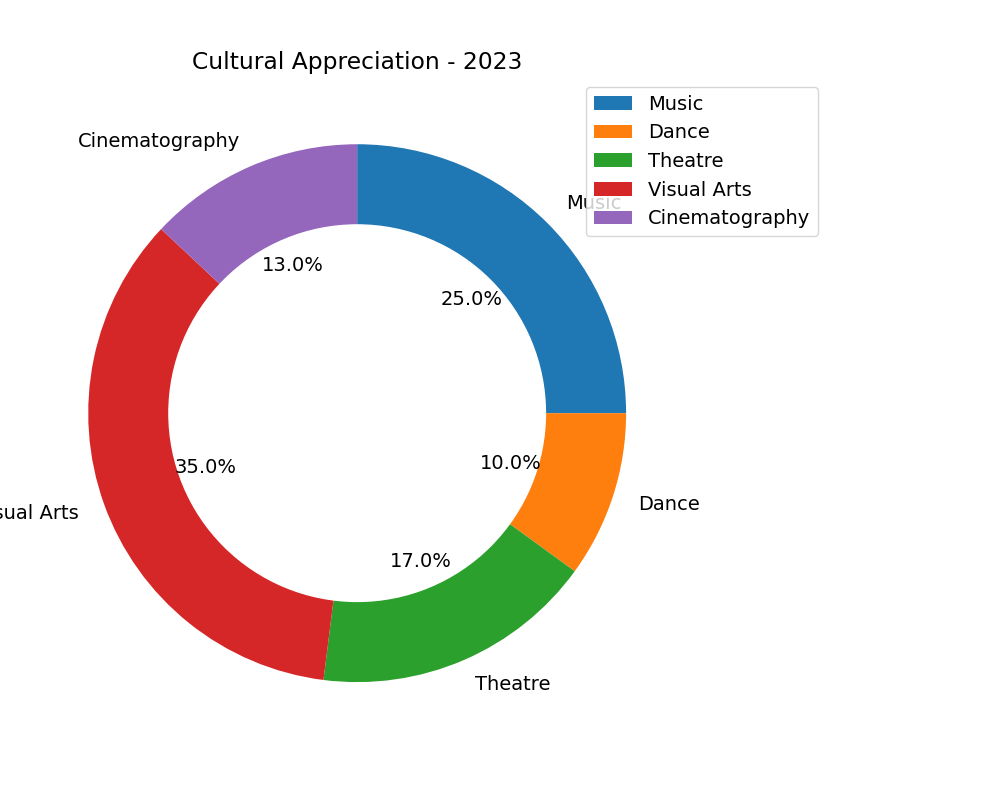 Cultural Appreciation - 2023
Music
Dance
Theatre
Visual Arts
Cinematography
Cinematography
Music
13.0%
25.0%
35.0%
10.0%
sual Arts
Dance
17.0%
Theatre